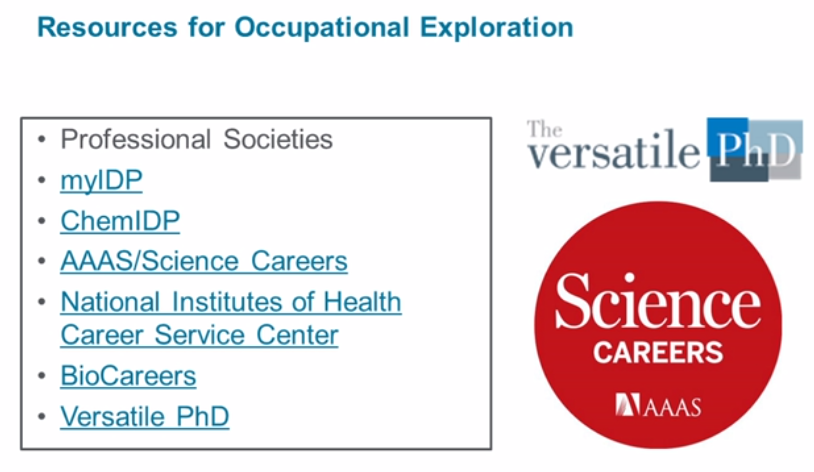 Resources for Occupational Exploration
• Professional Societies
• myIDP
• ChemIDP
• AAAS/Science Careers
• National Institutes of Health
Career Service Center
• BioCareers
• Versatile PhD
The
versatile PhD
Science
CAREERS
AAAS